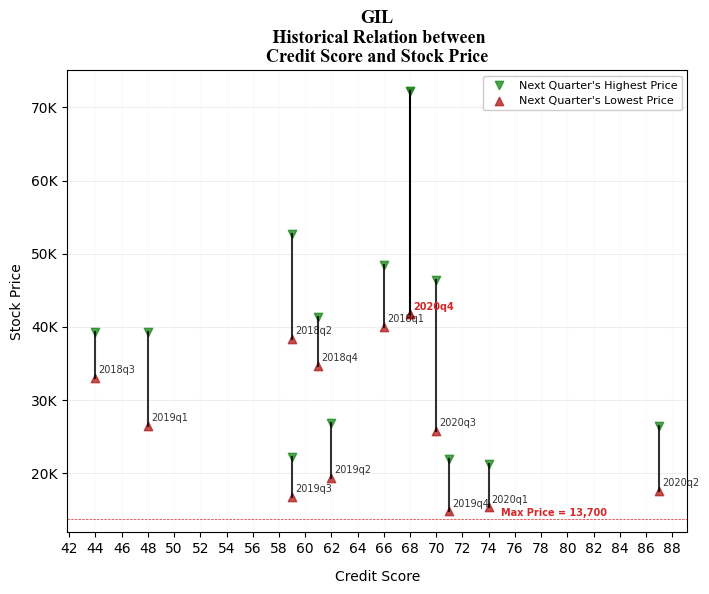 GIL
Historical Relation between
Credit Score and Stock Price
Next Quarter's Highest Price
Next Quarter's Lowest Price
70K
60K
50K
40K
30K
20K
Stock Price
2018q3
2019q1
2018q2
2018q4
2019q3
2019q2
2018q1
2020q4
2020q3
2019q4
2020q1
2020q2
Max Price = 13,700
42 44 46 48 50 52 54 56 58 60 62 64 66 68 70 72 74 76 78 80 82 84 86 88
Credit Score